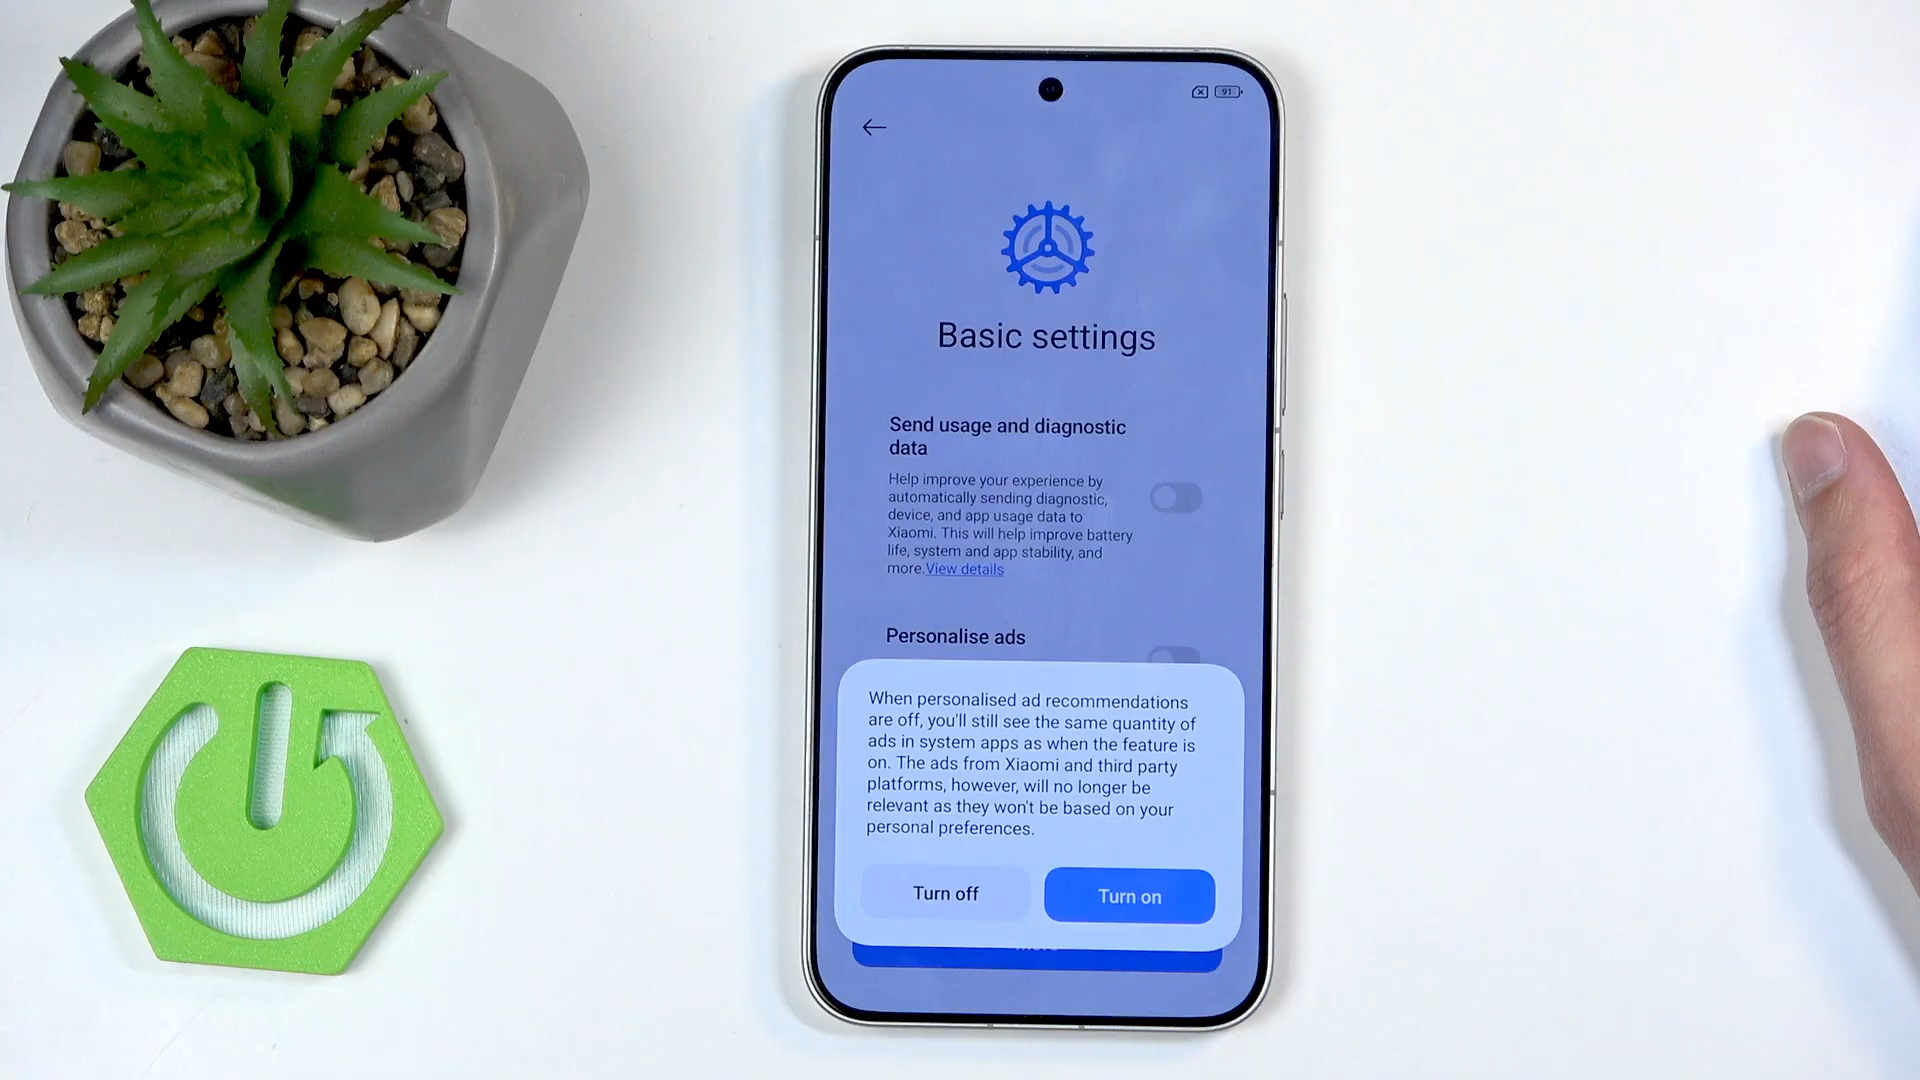 91
Basic settings
Send usage and diagnostic
data
Help improve your experience by
automatically sending diagnostic,
device, and app usage data to
Xiaomi. This will help improve battery
life, system and app stability, and
more.View details
Personalise ads
When personalised ad recommendations
are off, you'll still see the same quantity of
ads in system apps as when the feature is
on. The ads from Xiaomi and third party
platforms, however, will no longer be
relevant as they won't be based on your
personal preferences.
Turn off
Turn on